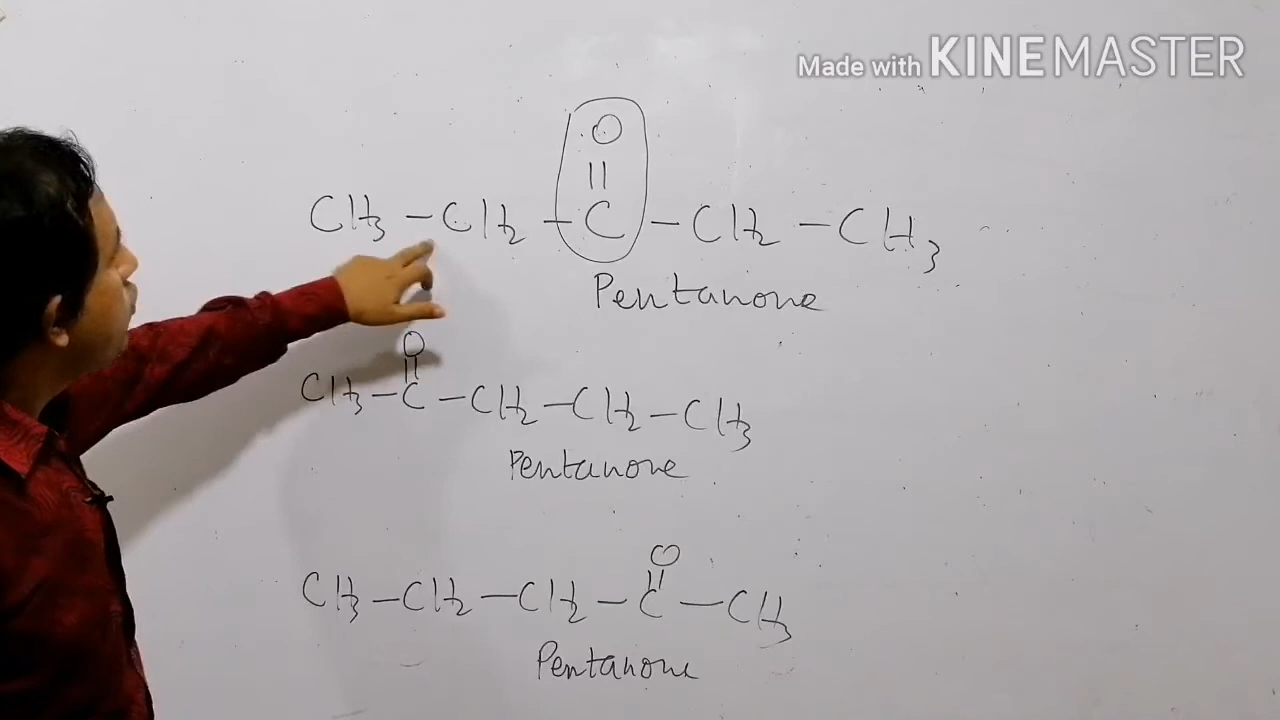 Made with KINEMASTER
O
||
CH3 - CH2 - C - CH2 - CH3
Pentanone
O
||
CH3 - C - CH2 - CH2 - CH3
Pentanone
O
||
CH3 - CH2 - CH2 - C - CH3
Pentanone